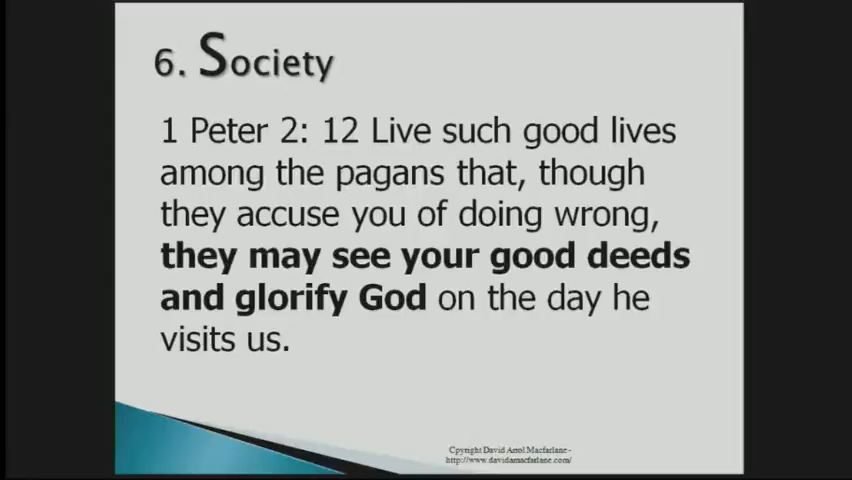 6. Society
1 Peter 2: 12 Live such good lives
among the pagans that, though
they accuse you of doing wrong,
they may see your good deeds
and glorify God on the day he
visits us.
Cpyright David Arrol Macfarlane -
http://www.davidamacfarlane.com/